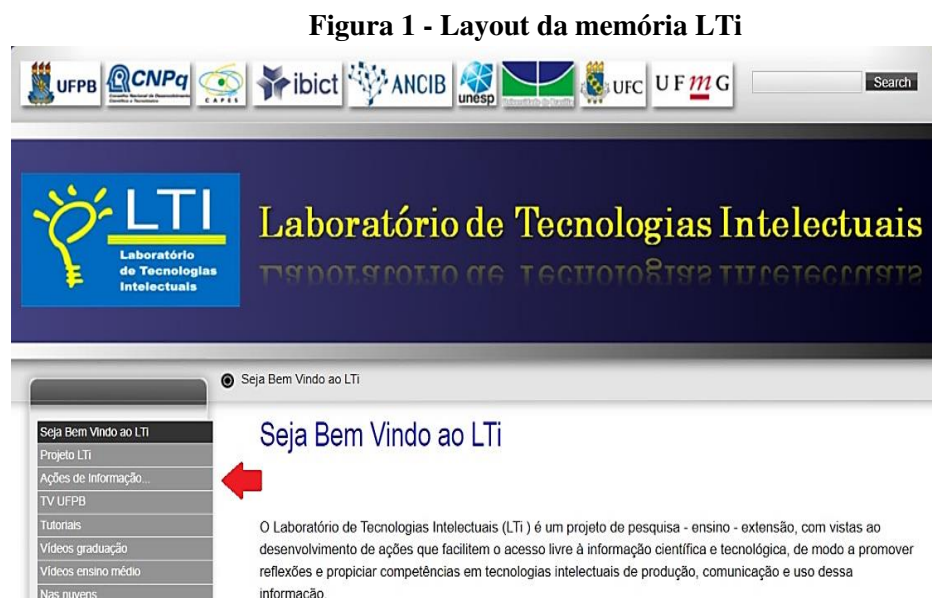 Figura 1 - Layout da memória LTi
UFPB CNPq CAPES ibict ANCIB unesp Universidade de Brasília UFC UFmG Search
LTI
Laboratório
de Tecnologias
Intelectuais
Laboratório de Tecnologias Intelectuais
Seja Bem Vindo ao LTi
Seja Bem Vindo ao LTi
Projeto LTi
Ações de Informação...
TV UFPB
Tutoriais
Vídeos graduação
Vídeos ensino médio
Nas nuvens
Seja Bem Vindo ao LTi
O Laboratório de Tecnologias Intelectuais (LTi ) é um projeto de pesquisa - ensino - extensão, com vistas ao
desenvolvimento de ações que facilitem o acesso livre à informação científica e tecnológica, de modo a promover
reflexões e propiciar competências em tecnologias intelectuais de produção, comunicação e uso dessa
informação.